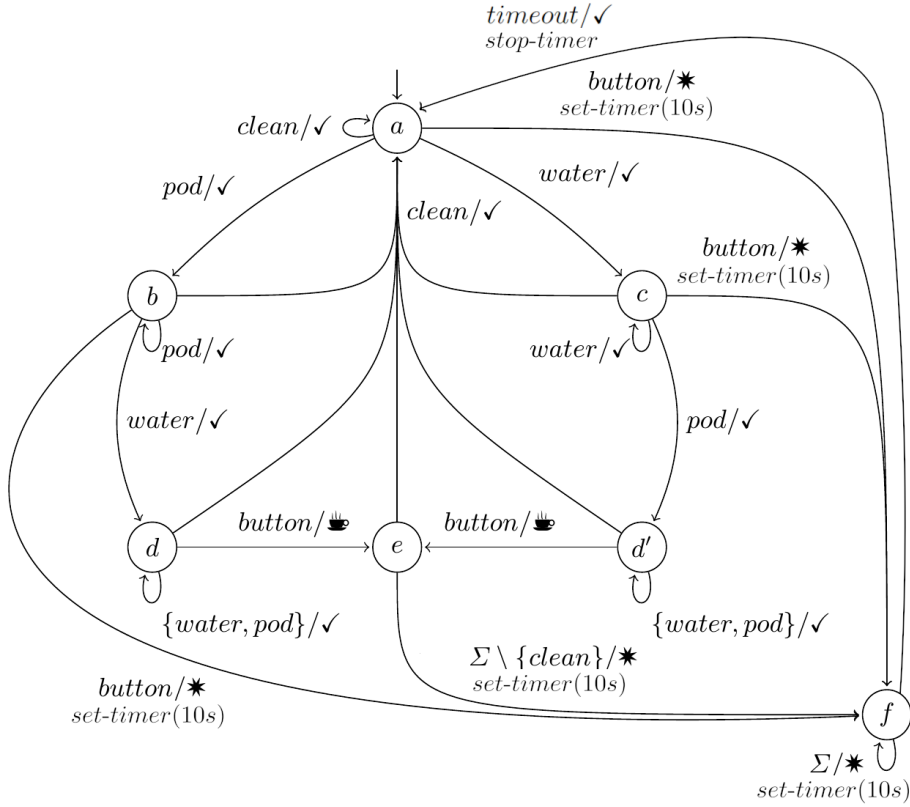 timeout/✓
stop-timer
button/✷
set-timer(10s)
clean/✓
a
pod/✓
water/✓
clean/✓
button/✷
set-timer(10s)
b
c
pod/✓
water/✓
water/✓
pod/✓
button/☕
button/☕
d
e
d′
{water, pod}/✓
{water, pod}/✓
Σ \ {clean}/✷
set-timer(10s)
button/✷
set-timer(10s)
f
Σ/✷
set-timer(10s)